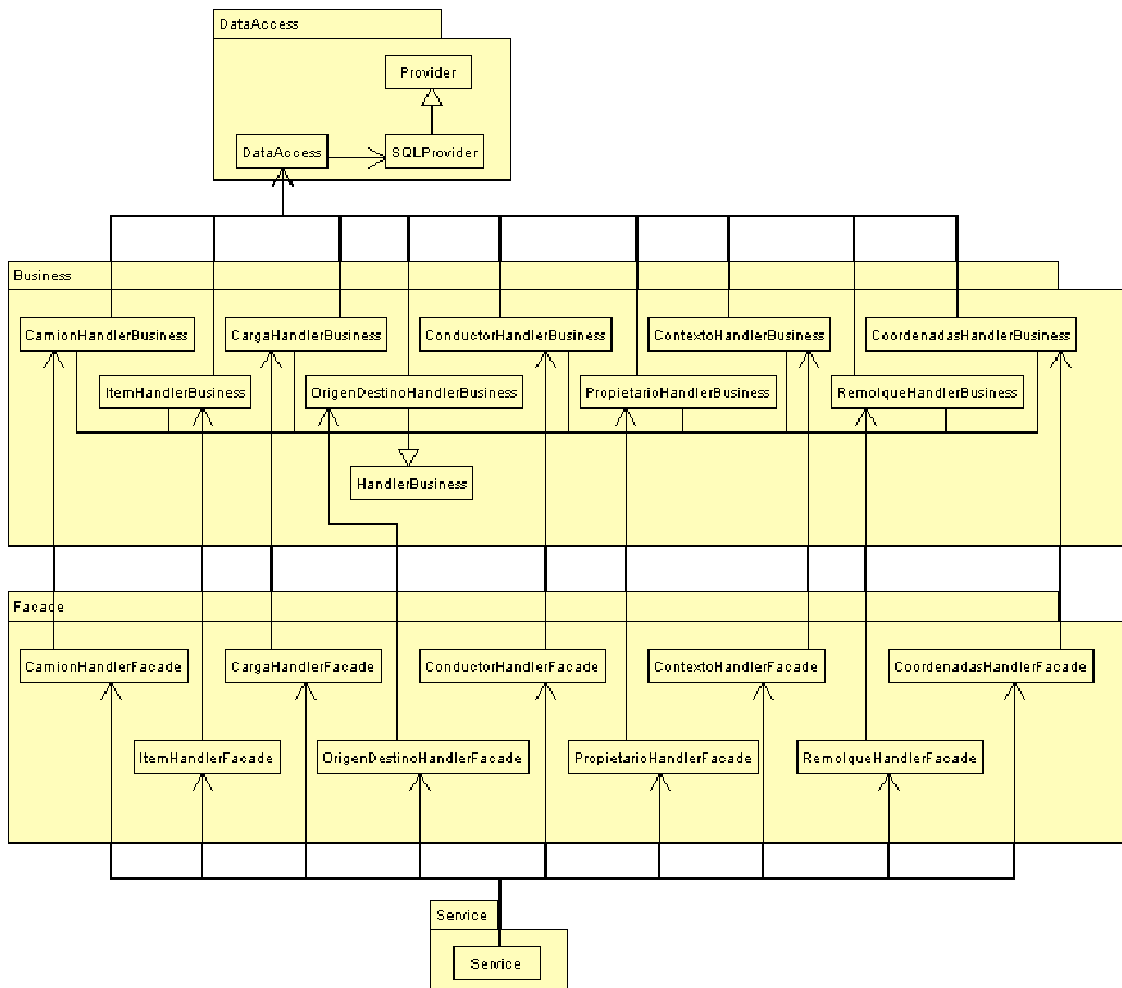 DataAccess
Provider
DataAccess
SQLProvider
Business
CamionHandlerBusiness
CargaHandlerBusiness
ConductorHandlerBusiness
ContextoHandlerBusiness
CoordenadasHandlerBusiness
ItemHandlerBusiness
OrigenDestinoHandlerBusiness
PropietarioHandlerBusiness
RemolqueHandlerBusiness
HandlerBusiness
Facade
CamionHandlerFacade
CargaHandlerFacade
ConductorHandlerFacade
ContextoHandlerFacade
CoordenadasHandlerFacade
ItemHandlerFacade
OrigenDestinoHandlerFacade
PropietarioHandlerFacade
RemolqueHandlerFacade
Service
Service